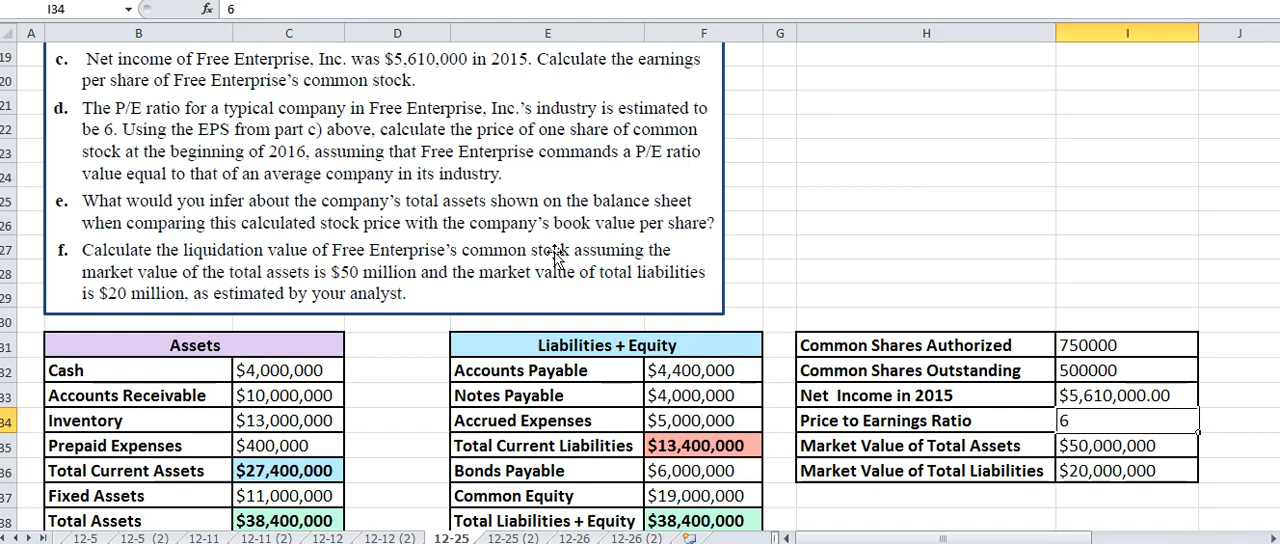 I34 fx 6
A B C D E F G H I J
19 c. Net income of Free Enterprise, Inc. was $5,610,000 in 2015. Calculate the earnings
20 per share of Free Enterprise's common stock.
21 d. The P/E ratio for a typical company in Free Enterprise, Inc.'s industry is estimated to
22 be 6. Using the EPS from part c) above, calculate the price of one share of common
23 stock at the beginning of 2016, assuming that Free Enterprise commands a P/E ratio
24 value equal to that of an average company in its industry.
25 e. What would you infer about the company's total assets shown on the balance sheet
26 when comparing this calculated stock price with the company's book value per share?
27 f. Calculate the liquidation value of Free Enterprise's common stock assuming the
28 market value of the total assets is $50 million and the market value of total liabilities
29 is $20 million, as estimated by your analyst.
30
31 Assets Liabilities + Equity Common Shares Authorized 750000
32 Cash $4,000,000 Accounts Payable $4,400,000 Common Shares Outstanding 500000
33 Accounts Receivable $10,000,000 Notes Payable $4,000,000 Net Income in 2015 $5,610,000.00
34 Inventory $13,000,000 Accrued Expenses $5,000,000 Price to Earnings Ratio 6
35 Prepaid Expenses $400,000 Total Current Liabilities $13,400,000 Market Value of Total Assets $50,000,000
36 Total Current Assets $27,400,000 Bonds Payable $6,000,000 Market Value of Total Liabilities $20,000,000
37 Fixed Assets $11,000,000 Common Equity $19,000,000
38 Total Assets $38,400,000 Total Liabilities + Equity $38,400,000
12-5 12-5 (2) 12-11 12-11 (2) 12-12 12-12 (2) 12-25 12-25 (2) 12-26 12-26 (2)